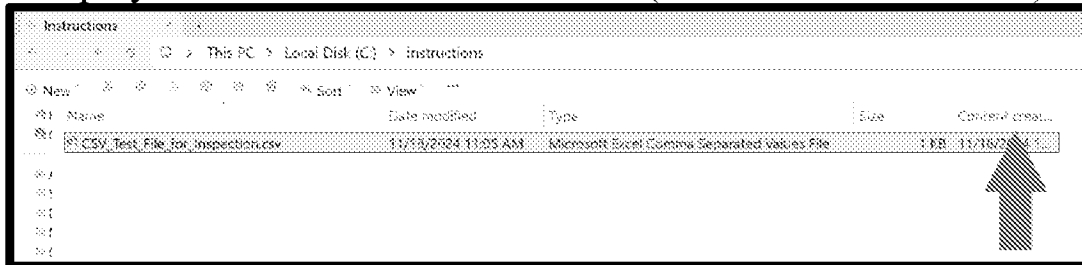 Instructions
This PC > Local Disk (C:) > Instructions
New Sort View ...
Name Date modified Type Size Content creat...
CSV_Test_File_for_Inspection.csv 11/18/2024 11:05 AM Microsoft Excel Comma Separated Values File 1 KB